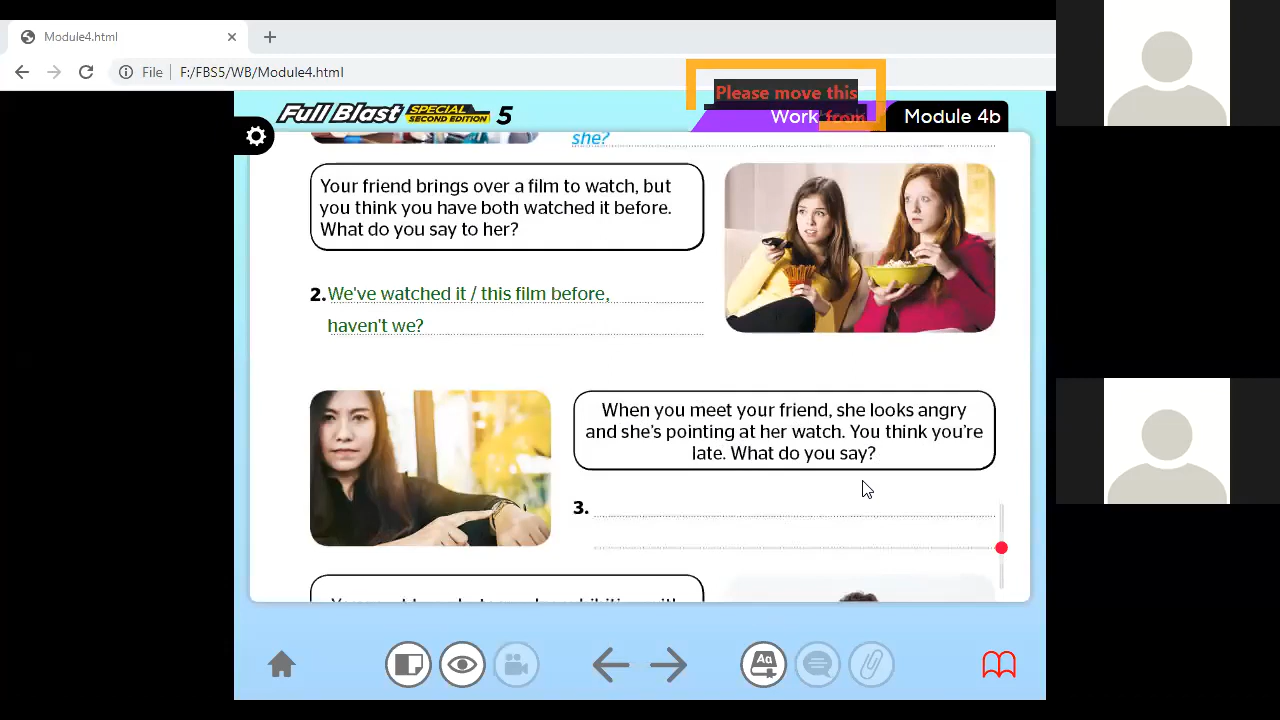 Module4.html
File F:/FBS5/WB/Module4.html
Please move this
Full Blast SPECIAL SECOND EDITION 5
Work from Module 4b
she?
Your friend brings over a film to watch, but
you think you have both watched it before.
What do you say to her?
2. We've watched it / this film before,
haven't we?
When you meet your friend, she looks angry
and she's pointing at her watch. You think you're
late. What do you say?
3.
Aa